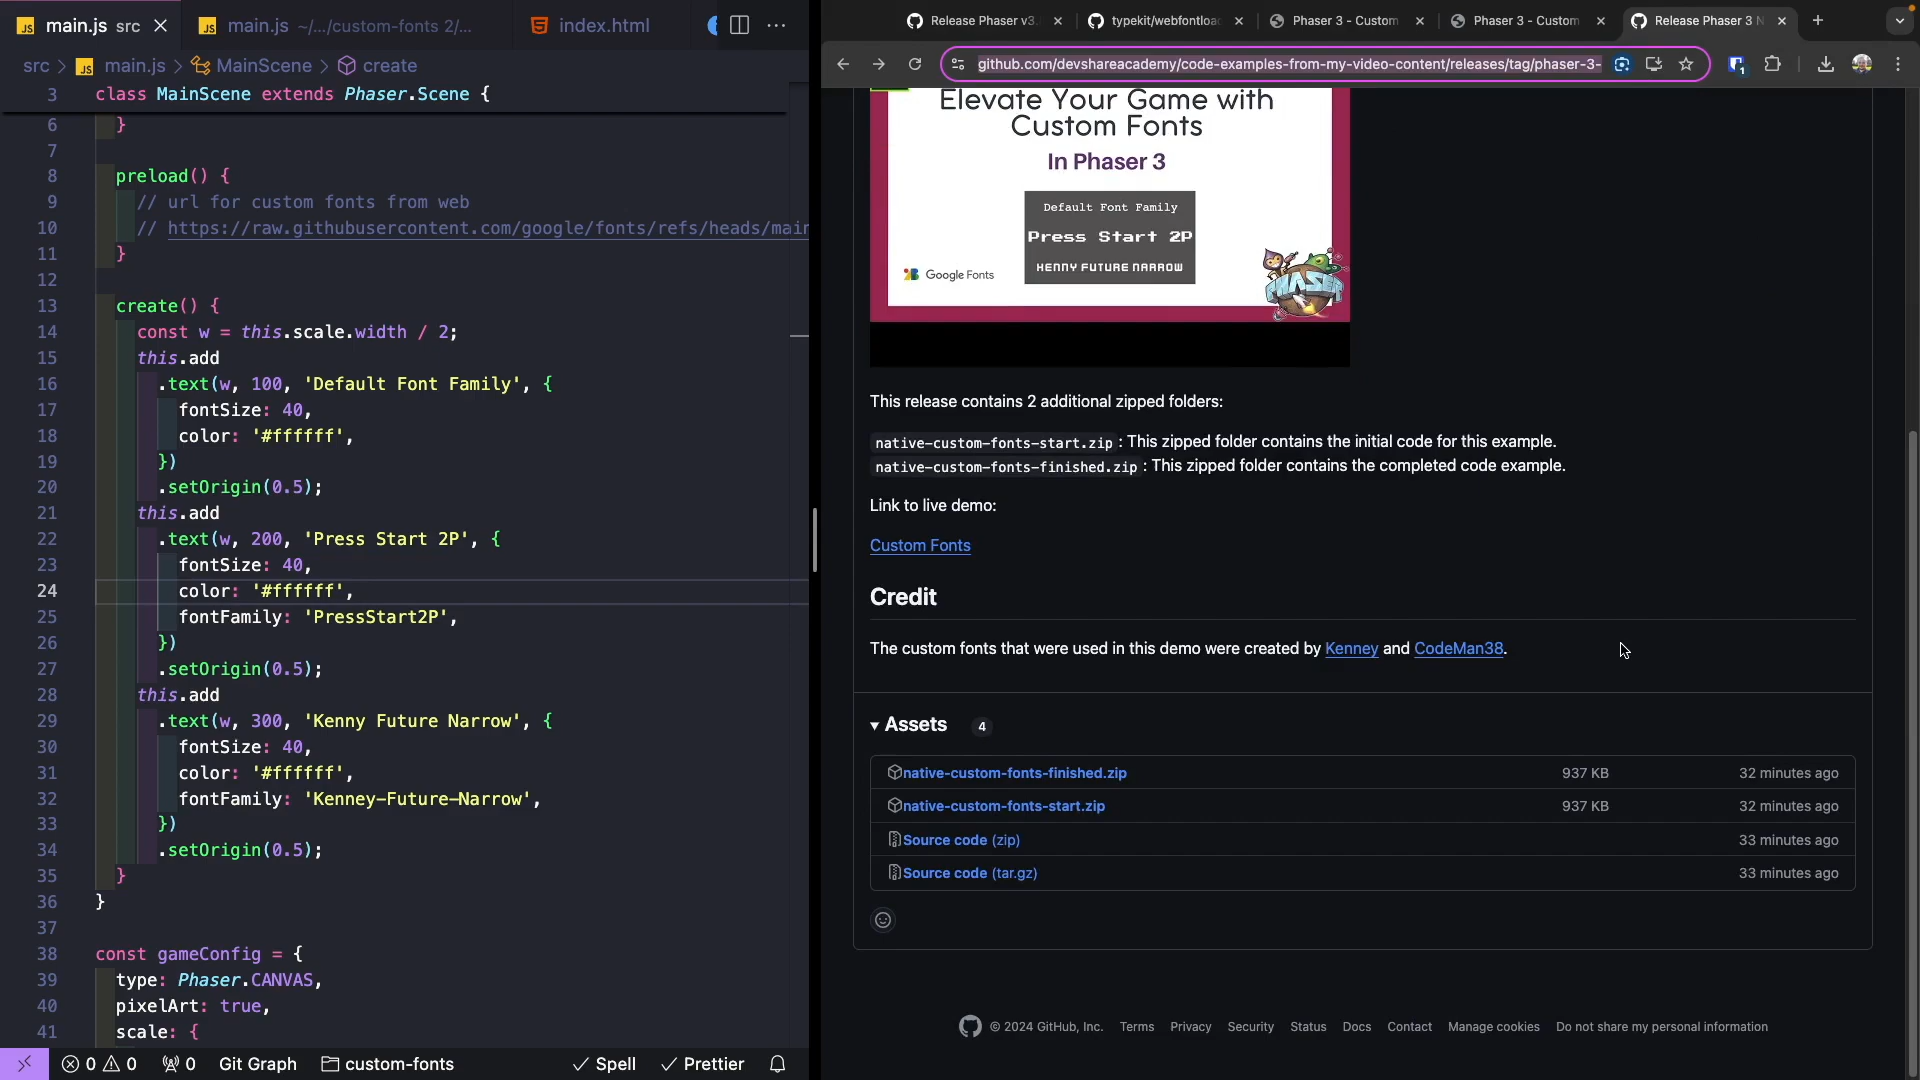 main.js src
main.js ~/.../custom-fonts 2/...
index.html
src > main.js > MainScene > create
3 class MainScene extends Phaser.Scene {
6 }
7
8 preload() {
9 // url for custom fonts from web
10 // https://raw.githubusercontent.com/google/fonts/refs/heads/main
11 }
12
13 create() {
14 const w = this.scale.width / 2;
15 this.add
16 .text(w, 100, 'Default Font Family', {
17 fontSize: 40,
18 color: '#ffffff',
19 })
20 .setOrigin(0.5);
21 this.add
22 .text(w, 200, 'Press Start 2P', {
23 fontSize: 40,
24 color: '#ffffff',
25 fontFamily: 'PressStart2P',
26 })
27 .setOrigin(0.5);
28 this.add
29 .text(w, 300, 'Kenny Future Narrow', {
30 fontSize: 40,
31 color: '#ffffff',
32 fontFamily: 'Kenney-Future-Narrow',
33 })
34 .setOrigin(0.5);
35 }
36 }
37
38 const gameConfig = {
39 type: Phaser.CANVAS,
40 pixelArt: true,
41 scale: {
0 0 0 Git Graph custom-fonts Spell Prettier
Release Phaser v3.
typekit/webfontloa
Phaser 3 - Custom
Phaser 3 - Custom
Release Phaser 3 N
github.com/devshareacademy/code-examples-from-my-video-content/releases/tag/phaser-3-
Elevate Your Game with
Custom Fonts
In Phaser 3
Default Font Family
Press Start 2P
KENNY FUTURE NARROW
Google Fonts
PHASER
This release contains 2 additional zipped folders:
native-custom-fonts-start.zip : This zipped folder contains the initial code for this example.
native-custom-fonts-finished.zip : This zipped folder contains the completed code example.
Link to live demo:
Custom Fonts
Credit
The custom fonts that were used in this demo were created by Kenney and CodeMan38.
Assets 4
native-custom-fonts-finished.zip 937 KB 32 minutes ago
native-custom-fonts-start.zip 937 KB 32 minutes ago
Source code (zip) 33 minutes ago
Source code (tar.gz) 33 minutes ago
© 2024 GitHub, Inc. Terms Privacy Security Status Docs Contact Manage cookies Do not share my personal information